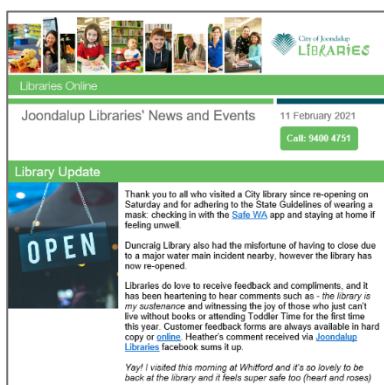 City of Joondalup
LIBRARIES
Libraries Online
Joondalup Libraries' News and Events
11 February 2021
Call: 9400 4751
Library Update
OPEN
Thank you to all who visited a City library since re-opening on
Saturday and for adhering to the State Guidelines of wearing a
mask: checking in with the Safe WA app and staying at home if
feeling unwell.
Duncraig Library also had the misfortune of having to close due
to a major water main incident nearby, however the library has
now re-opened.
Libraries do love to receive feedback and compliments, and it
has been heartening to hear comments such as - the library is
my sustenance and witnessing the joy of those who just can't
live without books or attending Toddler Time for the first time
this year. Customer feedback forms are always available in hard
copy or online. Heather's comment received via Joondalup
Libraries facebook sums it up.
Yay! I visited this morning at Whitford and it's so lovely to be
back at the library and it feels super safe too (heart and roses)